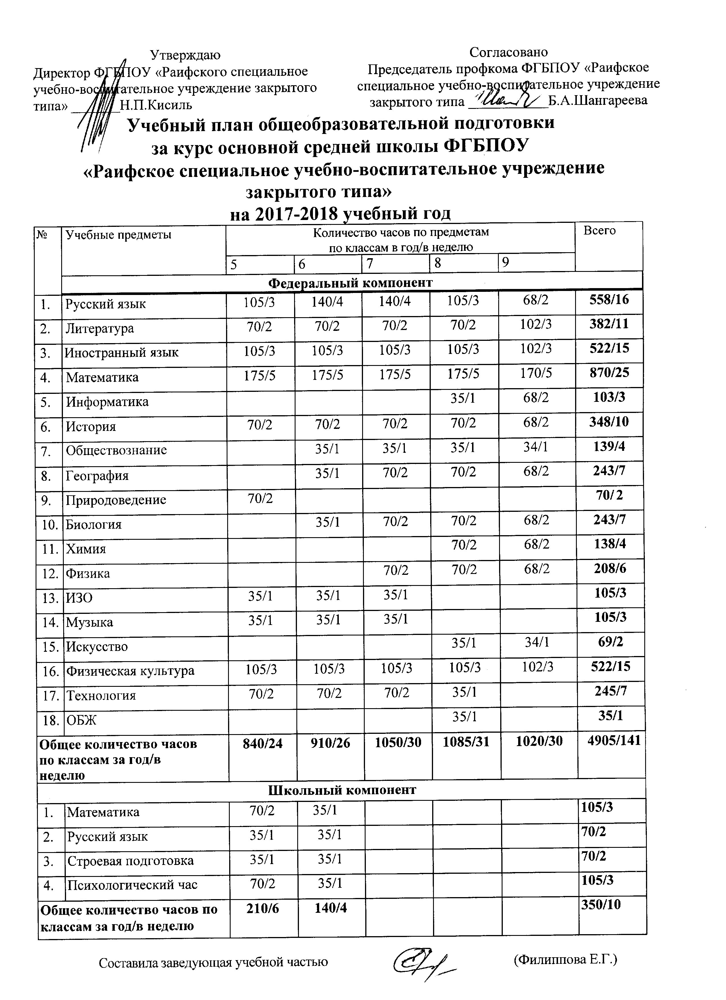 Утверждаю
Директор ФГБПОУ «Раифского специальное
учебно-воспитательное учреждение закрытого
типа» _______Н.П.Кисиль
Согласовано
Председатель профкома ФГБПОУ «Раифское
специальное учебно-воспитательное учреждение
закрытого типа ____________Б.А.Шангареева
Учебный план общеобразовательной подготовки
за курс основной средней школы ФГБПОУ
«Раифское специальное учебно-воспитательное учреждение
закрытого типа»
на 2017-2018 учебный год
№ Учебные предметы Количество часов по предметам Всего
по классам в год/в неделю
5 6 7 8 9
Федеральный компонент
1. Русский язык 105/3 140/4 140/4 105/3 68/2 558/16
2. Литература 70/2 70/2 70/2 70/2 102/3 382/11
3. Иностранный язык 105/3 105/3 105/3 105/3 102/3 522/15
4. Математика 175/5 175/5 175/5 175/5 170/5 870/25
5. Информатика 35/1 68/2 103/3
6. История 70/2 70/2 70/2 70/2 68/2 348/10
7. Обществознание 35/1 35/1 35/1 34/1 139/4
8. География 35/1 70/2 70/2 68/2 243/7
9. Природоведение 70/2 70/ 2
10. Биология 35/1 70/2 70/2 68/2 243/7
11. Химия 70/2 68/2 138/4
12. Физика 70/2 70/2 68/2 208/6
13. ИЗО 35/1 35/1 35/1 105/3
14. Музыка 35/1 35/1 35/1 105/3
15. Искусство 35/1 34/1 69/2
16. Физическая культура 105/3 105/3 105/3 105/3 102/3 522/15
17. Технология 70/2 70/2 70/2 35/1 245/7
18. ОБЖ 35/1 35/1
Общее количество часов 840/24 910/26 1050/30 1085/31 1020/30 4905/141
по классам за год/в
неделю
Школьный компонент
1. Математика 70/2 35/1 105/3
2. Русский язык 35/1 35/1 70/2
3. Строевая подготовка 35/1 35/1 70/2
4. Психологический час 70/2 35/1 105/3
Общее количество часов по 210/6 140/4 350/10
классам за год/в неделю
Составила заведующая учебной частью (Филиппова Е.Г.)